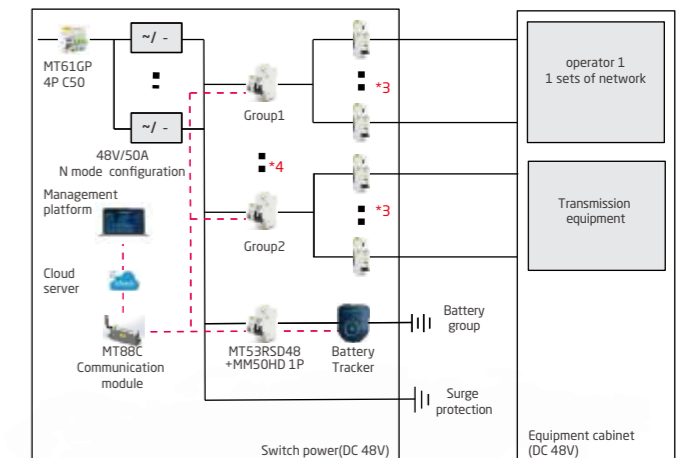 MT61GP
4P C50
~/ -
~/ -
48V/50A
N mode configuration
Management
platform
Cloud
server
MT88C
Communication
module
Group1
*4
Group2
*3
*3
MT53RSD48
+MM50HD 1P
Battery
Tracker
Battery
group
Surge
protection
Switch power(DC 48V)
operator 1
1 sets of network
Transmission
equipment
Equipment cabinet
(DC 48V)